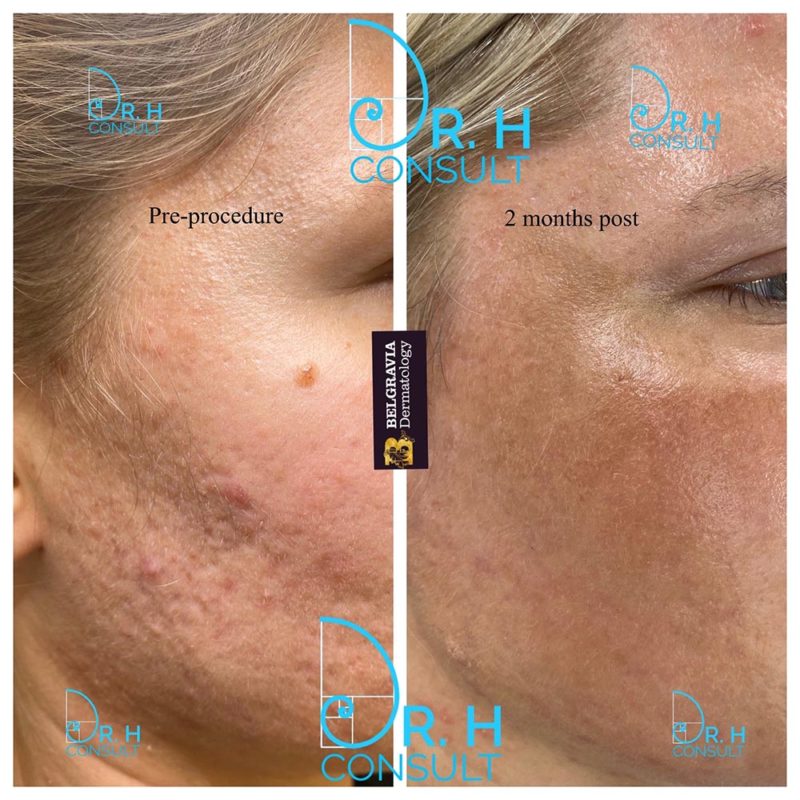 DR. H
CONSULT
DR. H
CONSULT
DR. H
CONSULT
Pre-procedure
2 months post
BELGRAVIA
Dermatology
B
DR. H
CONSULT
DR. H
CONSULT
DR. H
CONSULT